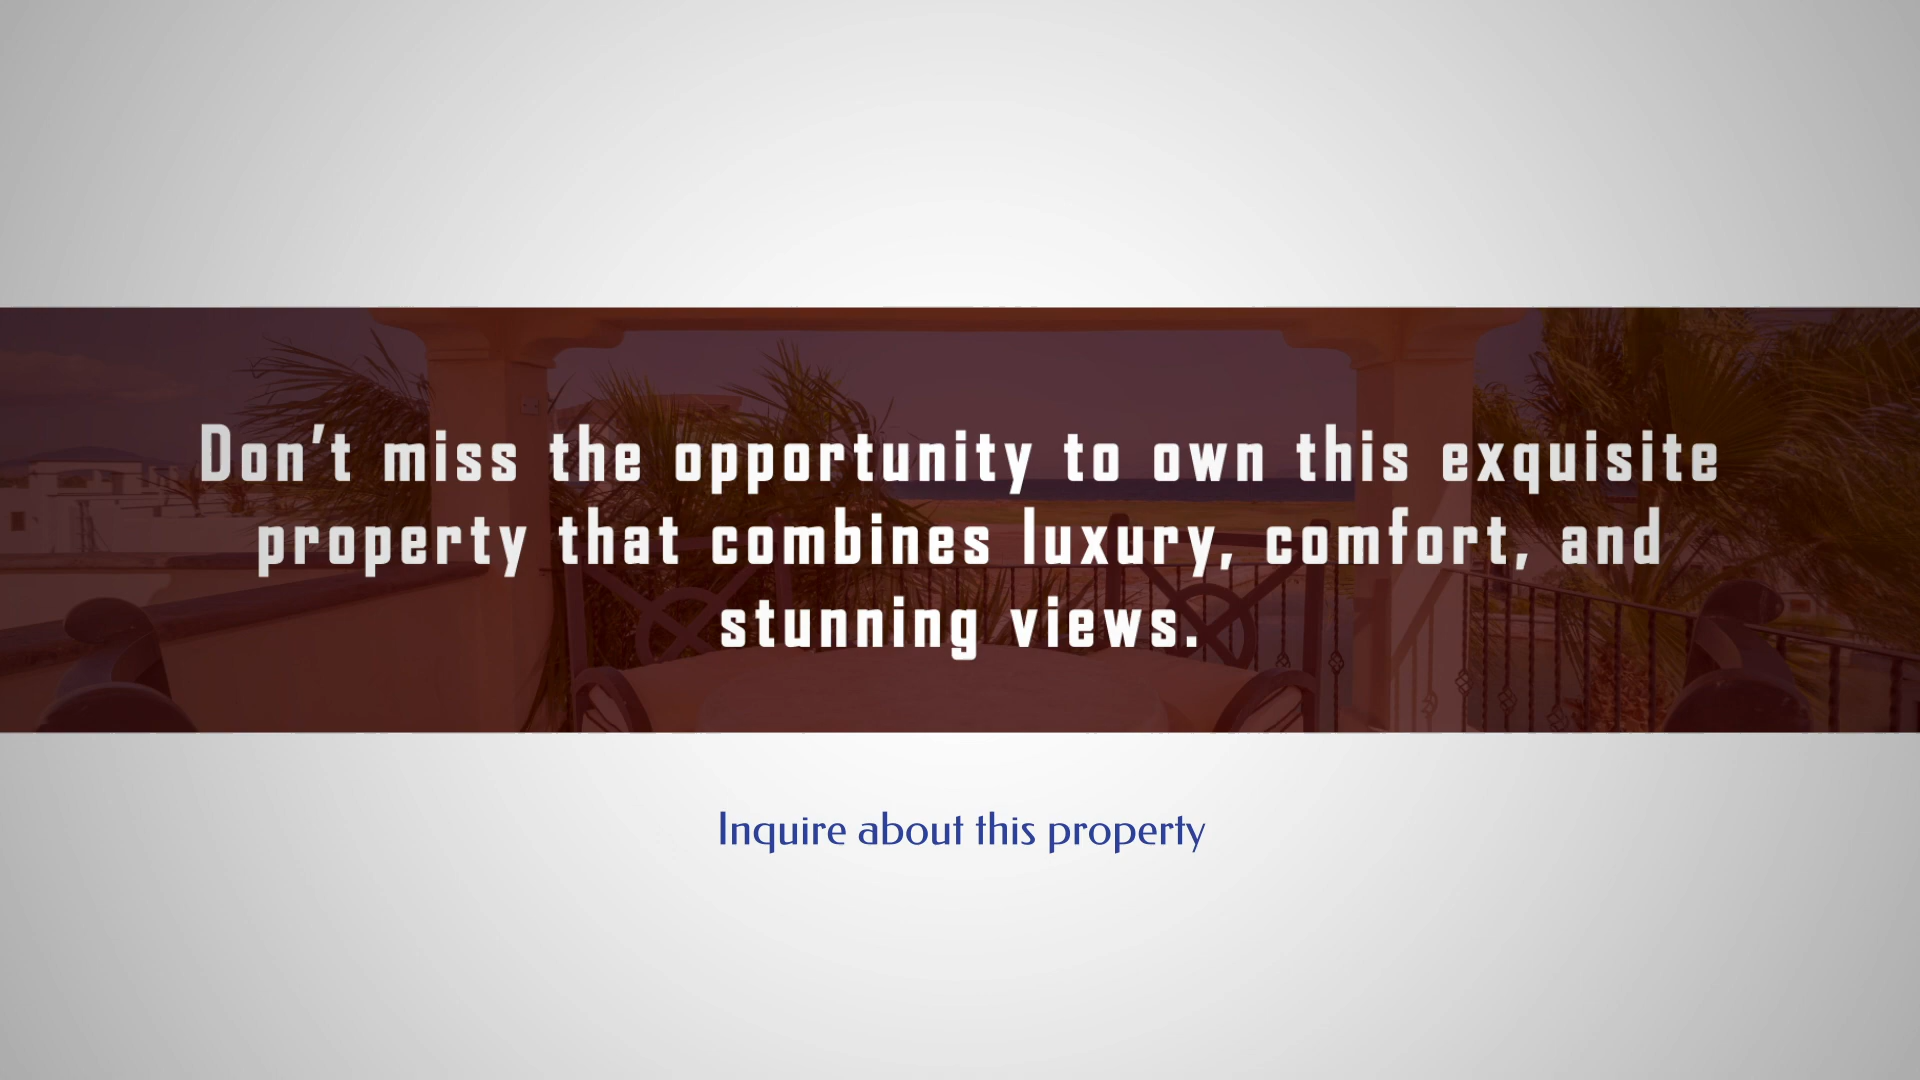 Don't miss the opportunity to own this exquisite
property that combines luxury, comfort, and
stunning views.
Inquire about this property